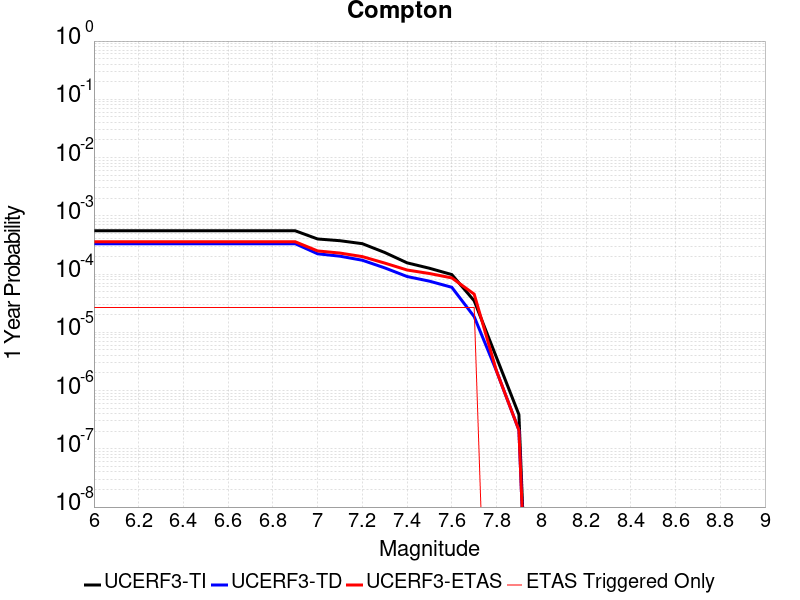 Compton
10^0
10^-1
10^-2
10^-3
10^-4
10^-5
10^-6
10^-7
10^-8
1 Year Probability
6 6.2 6.4 6.6 6.8 7 7.2 7.4 7.6 7.8 8 8.2 8.4 8.6 8.8 9
Magnitude
UCERF3-TI UCERF3-TD UCERF3-ETAS ETAS Triggered Only